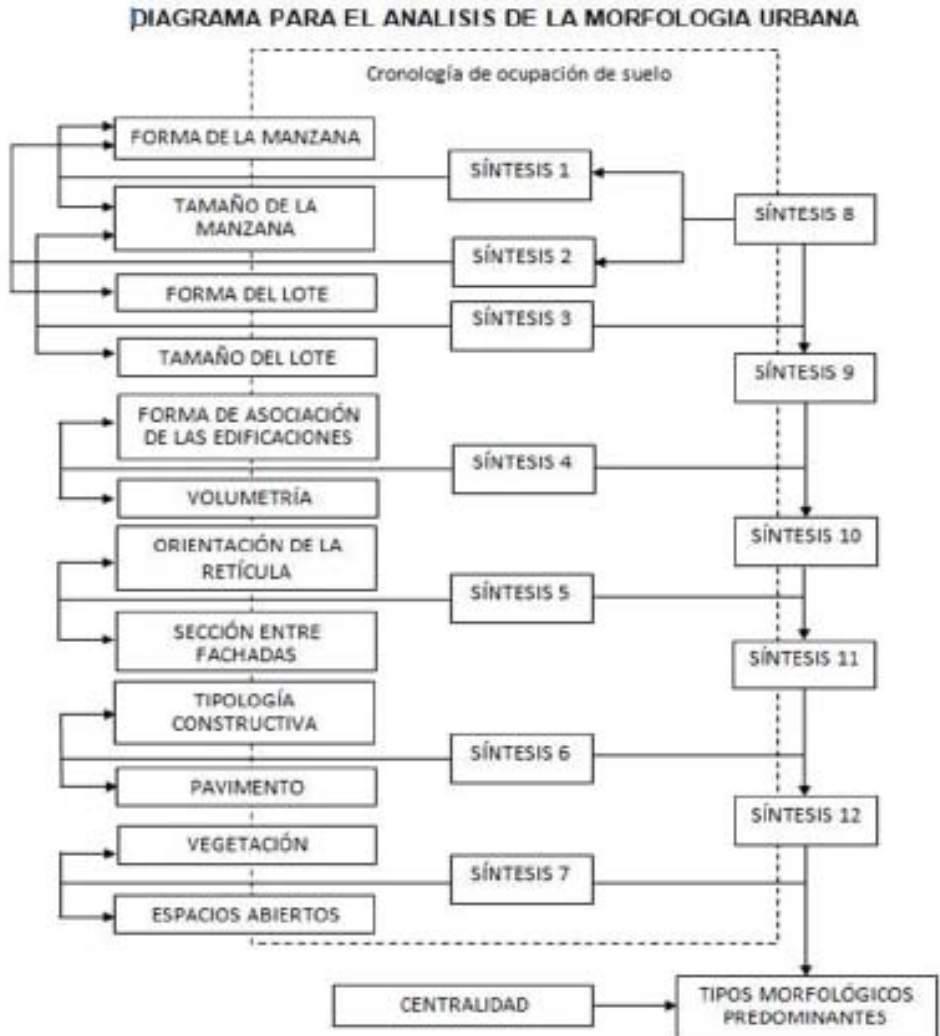 DIAGRAMA PARA EL ANALISIS DE LA MORFOLOGIA URBANA
Cronología de ocupación de suelo
FORMA DE LA MANZANA
SÍNTESIS 1
TAMAÑO DE LA
MANZANA
SÍNTESIS 8
SÍNTESIS 2
FORMA DEL LOTE
SÍNTESIS 3
TAMAÑO DEL LOTE
SÍNTESIS 9
FORMA DE ASOCIACIÓN
DE LAS EDIFICACIONES
SÍNTESIS 4
VOLUMETRÍA
ORIENTACIÓN DE LA
RETÍCULA
SÍNTESIS 10
SÍNTESIS 5
SECCIÓN ENTRE
FACHADAS
SÍNTESIS 11
TIPOLOGÍA
CONSTRUCTIVA
SÍNTESIS 6
PAVIMENTO
SÍNTESIS 12
VEGETACIÓN
SÍNTESIS 7
ESPACIOS ABIERTOS
CENTRALIDAD
TIPOS MORFOLÓGICOS
PREDOMINANTES